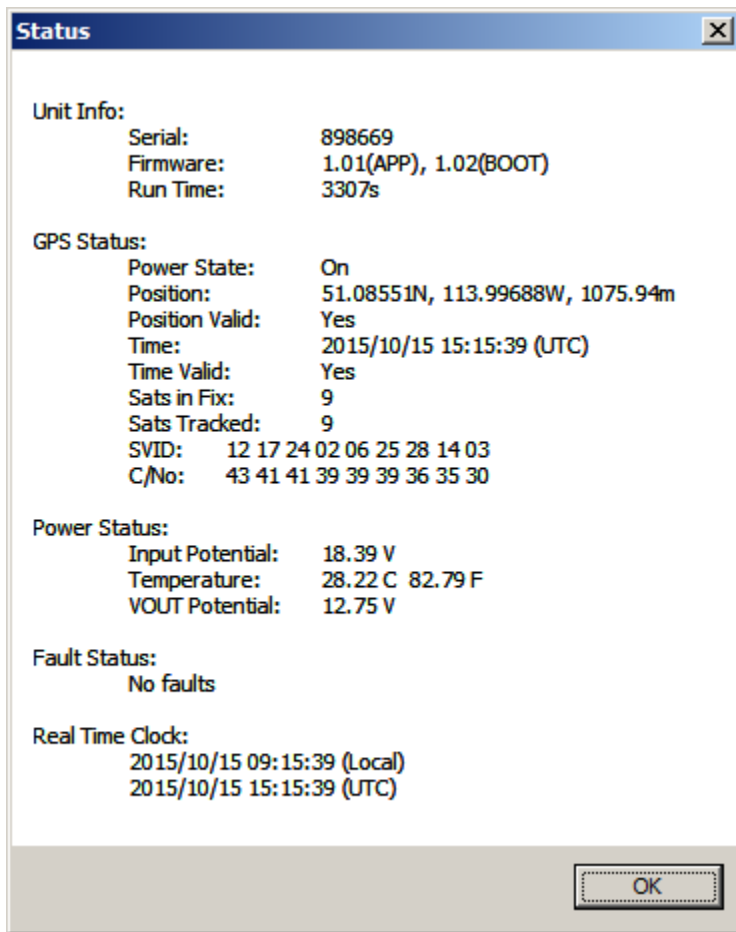 Status
Unit Info:
Serial: 898669
Firmware: 1.01(APP), 1.02(BOOT)
Run Time: 3307s
GPS Status:
Power State: On
Position: 51.08551N, 113.99688W, 1075.94m
Position Valid: Yes
Time: 2015/10/15 15:15:39 (UTC)
Time Valid: Yes
Sats in Fix: 9
Sats Tracked: 9
SVID: 12 17 24 02 06 25 28 14 03
C/No: 43 41 41 39 39 39 36 35 30
Power Status:
Input Potential: 18.39 V
Temperature: 28.22 C 82.79 F
VOUT Potential: 12.75 V
Fault Status:
No faults
Real Time Clock:
2015/10/15 09:15:39 (Local)
2015/10/15 15:15:39 (UTC)
OK